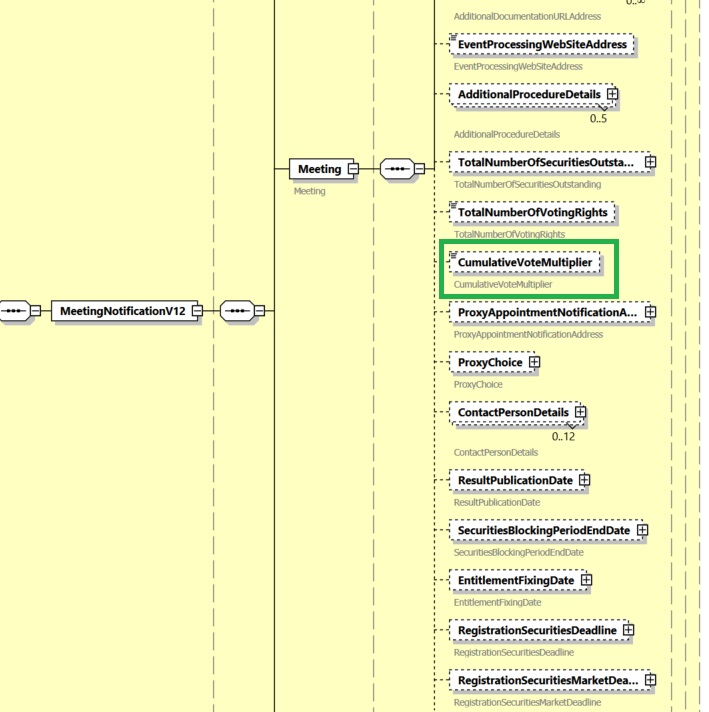 0..∞
AdditionalDocumentationURLAddress
EventProcessingWebSiteAddress
EventProcessingWebSiteAddress
AdditionalProcedureDetails
0..5
AdditionalProcedureDetails
Meeting
Meeting
TotalNumberOfSecuritiesOutsta...
TotalNumberOfSecuritiesOutstanding
TotalNumberOfVotingRights
TotalNumberOfVotingRights
CumulativeVoteMultiplier
CumulativeVoteMultiplier
MeetingNotificationV12
ProxyAppointmentNotificationA...
ProxyAppointmentNotificationAddress
ProxyChoice
ProxyChoice
ContactPersonDetails
0..12
ContactPersonDetails
ResultPublicationDate
ResultPublicationDate
SecuritiesBlockingPeriodEndDate
SecuritiesBlockingPeriodEndDate
EntitlementFixingDate
EntitlementFixingDate
RegistrationSecuritiesDeadline
RegistrationSecuritiesDeadline
RegistrationSecuritiesMarketDea...
RegistrationSecuritiesMarketDeadline